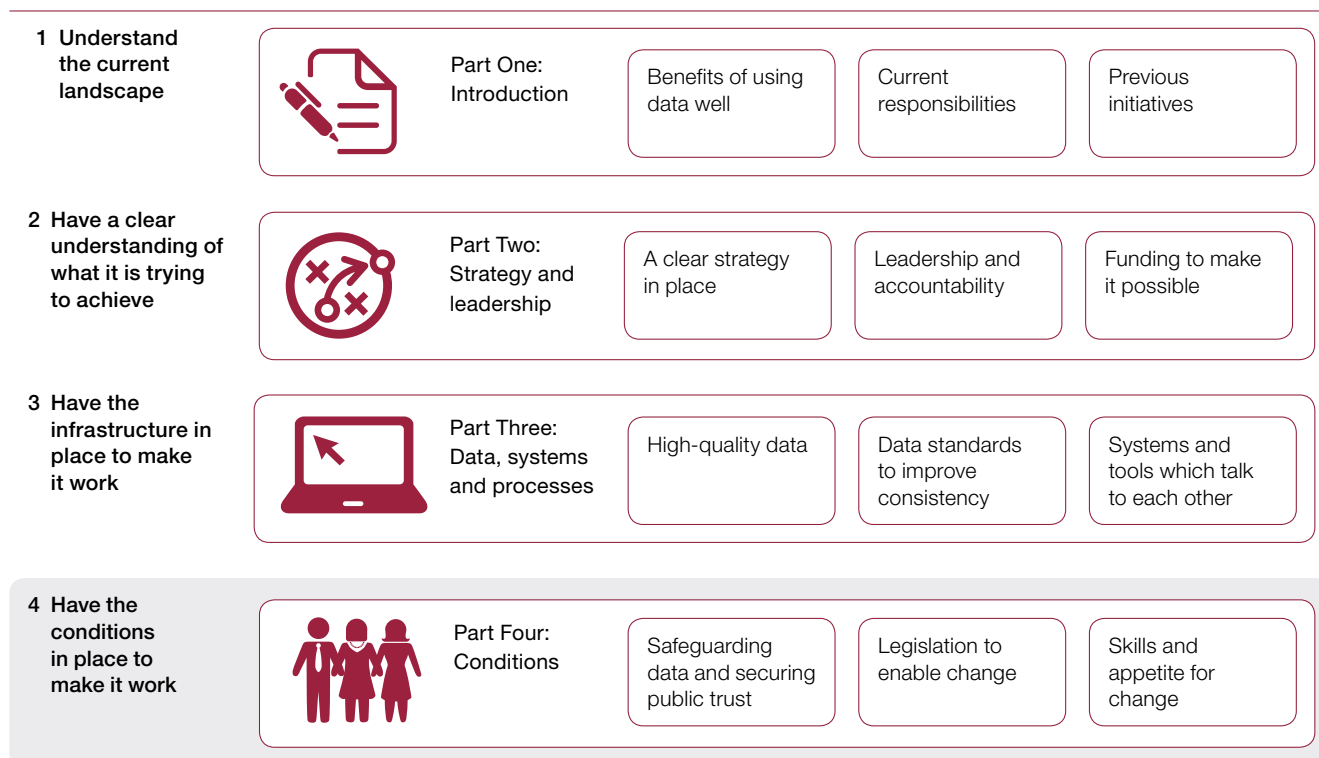 1 Understand
the current
landscape
Part One:
Introduction
Benefits of using
data well
Current
responsibilities
Previous
initiatives
2 Have a clear
understanding of
what it is trying
to achieve
Part Two:
Strategy and
leadership
A clear strategy
in place
Leadership and
accountability
Funding to make
it possible
3 Have the
infrastructure in
place to make
it work
Part Three:
Data, systems
and processes
High-quality data
Data standards
to improve
consistency
Systems and
tools which talk
to each other
4 Have the
conditions
in place to
make it work
Part Four:
Conditions
Safeguarding
data and securing
public trust
Legislation to
enable change
Skills and
appetite for
change